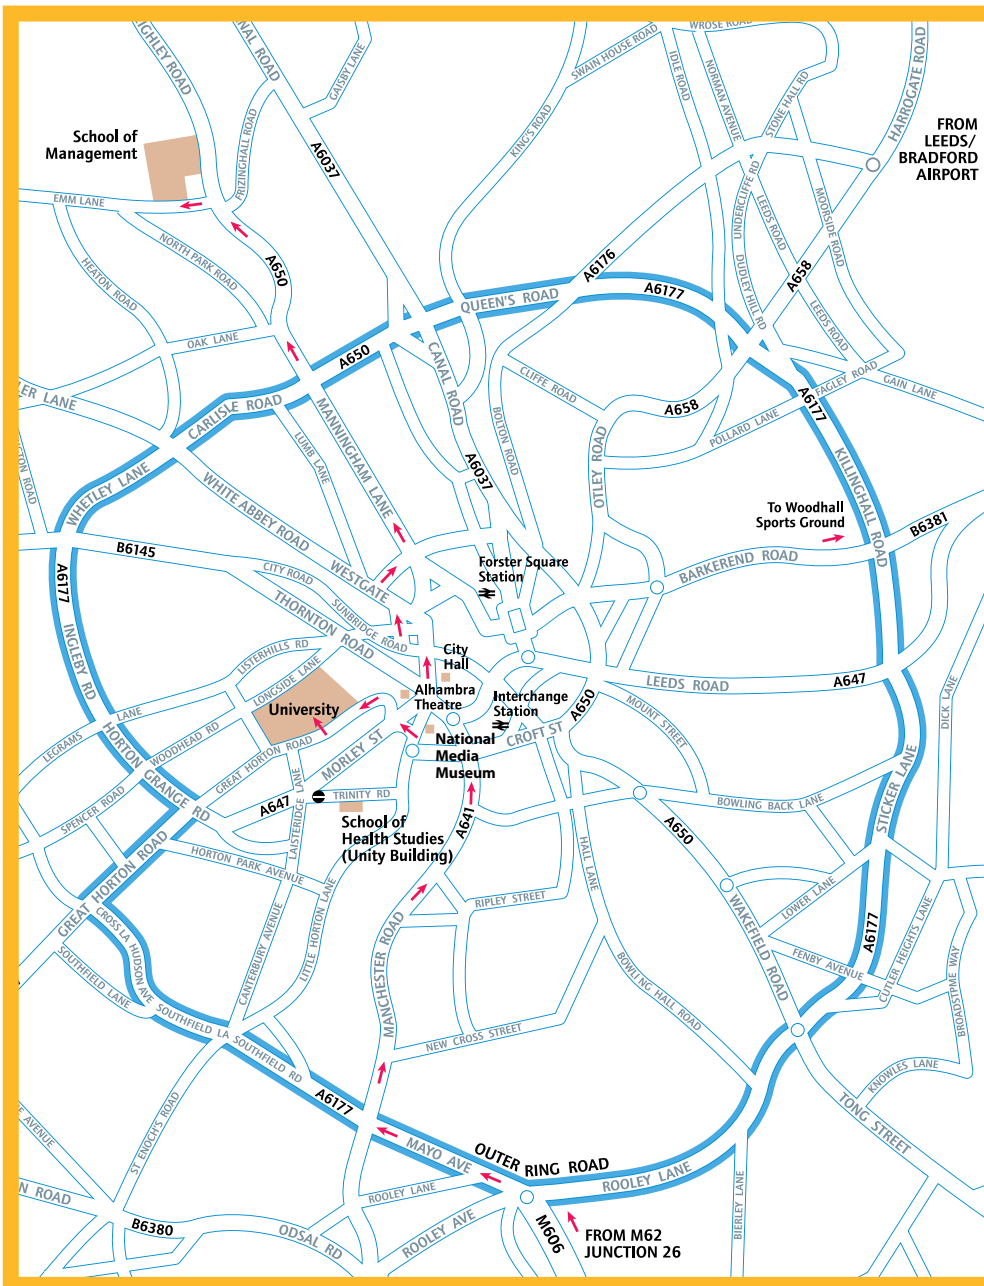 IGHLEY ROAD
NAL ROAD
GAISBY LANE
SWAIN HOUSE ROAD
WROSE ROAD
IDLE ROAD
NORMAN AVENUE
STONE HALL RD
HARROGATE ROAD
KING'S ROAD
FROM
LEEDS/
BRADFORD
AIRPORT
School of
Management
FRIZINGHALL ROAD
A6037
EMM LANE
NORTH PARK ROAD
HEATON ROAD
A650
UNDERCLIFFE RD
LEEDS ROAD
MOORSIDE ROAD
DUDLEY HILL RD
A6176
A6177
A658
QUEEN'S ROAD
LEEDS ROAD
OAK LANE
A650
CANAL ROAD
CLIFFE ROAD
A658
FAGLEY ROAD
GAIN LANE
LER LANE
CARLISLE ROAD
MANNINGHAM LANE
BOLTON ROAD
POLLARD LANE
A6177
GTON ROAD
LUMB LANE
OTLEY ROAD
KILLINGHALL ROAD
WHETLEY LANE
WHITE ABBEY ROAD
A6037
To Woodhall
Sports Ground
B6381
B6145
CITY ROAD
WESTGATE
Forster Square
Station
BARKEREND ROAD
A6177
THORNTON ROAD
SUNBRIDGE ROAD
INGLEBY RD
LISTERHILLS RD
LONGSIDE LANE
City
Hall
Alhambra
Theatre
Interchange
Station
A650
LEEDS ROAD
A647
DICK LANE
University
LEGRAMS LANE
WOODHEAD RD
HORTON GRANGE RD
GREAT HORTON ROAD
MORLEY ST
National
Media
Museum
CROFT ST
MOUNT STREET
SPENCER ROAD
A647
LAISTERIDGE LANE
TRINITY RD
School of
Health Studies
(Unity Building)
A641
BOWLING BACK LANE
STICKER LANE
A650
HORTON PARK AVENUE
GREAT HORTON ROAD
HALL LANE
LOWER LANE
WAKEFIELD ROAD
CROSS LA
HUDSON AVE
CANTERBURY AVENUE
LITTLE HORTON LANE
MANCHESTER ROAD
RIPLEY STREET
A6177
CUTLER HEIGHTS LANE
FENBY AVENUE
BROADSTPME WAY
SOUTHFIELD LANE
SOUTHFIELD LA
SOUTHFIELD RD
BOWLING HALL ROAD
NEW CROSS STREET
KNOWLES LANE
TONG STREET
A6177
E AVENUE
ST ENOCH'S ROAD
MAYO AVE
OUTER RING ROAD
ROOLEY LANE
BIERLEY LANE
N ROAD
B6380
ROOLEY LANE
ODSAL RD
ROOLEY AVE
M606
FROM M62
JUNCTION 26